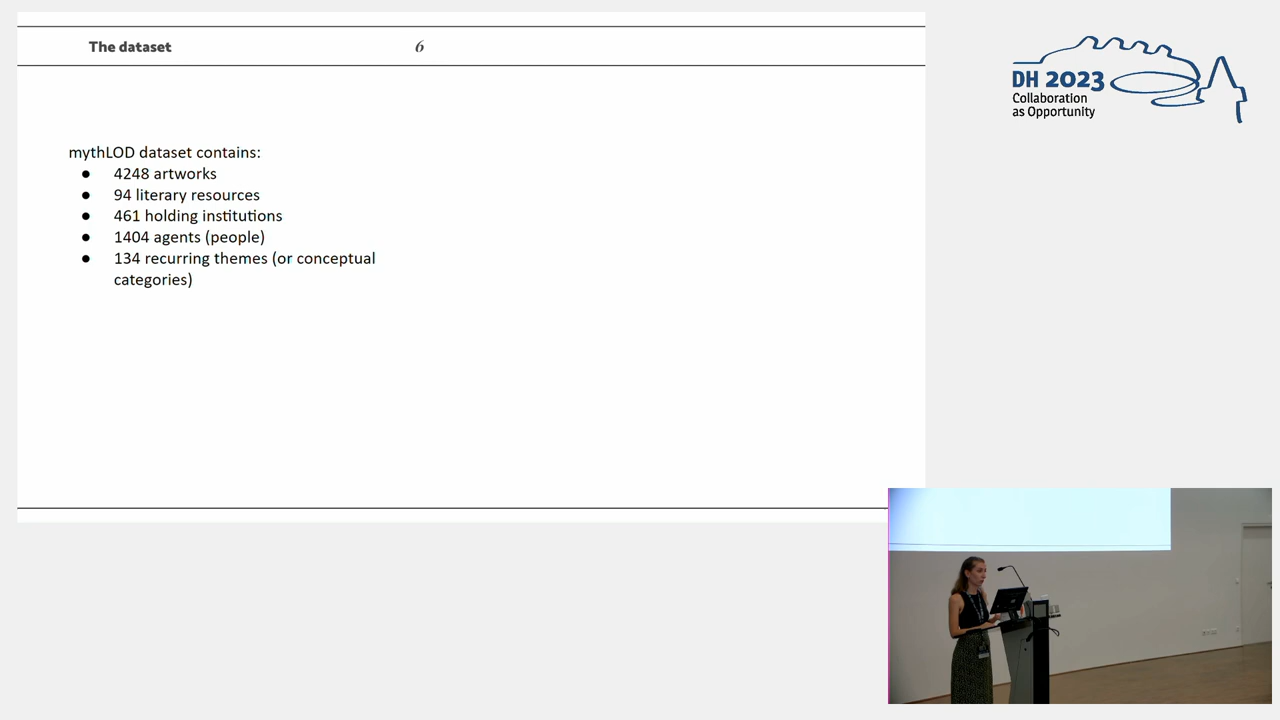 The dataset
6
mythLOD dataset contains:
● 4248 artworks
● 94 literary resources
● 461 holding institutions
● 1404 agents (people)
● 134 recurring themes (or conceptual
categories)
DH 2023
Collaboration
as Opportunity